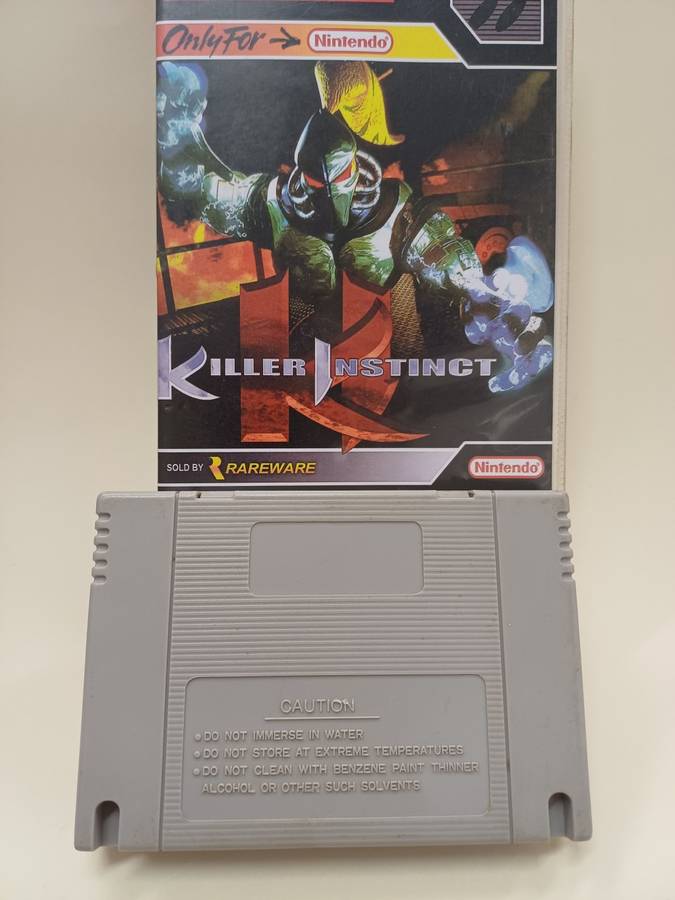 Only For → Nintendo®
KILLER INSTINCT
SOLD BY RAREWARE
Nintendo®
CAUTION
● DO NOT IMMERSE IN WATER
● DO NOT STORE AT EXTREME TEMPERATURES
● DO NOT CLEAN WITH BENZENE PAINT THINNER
ALCOHOL OR OTHER SUCH SOLVENTS